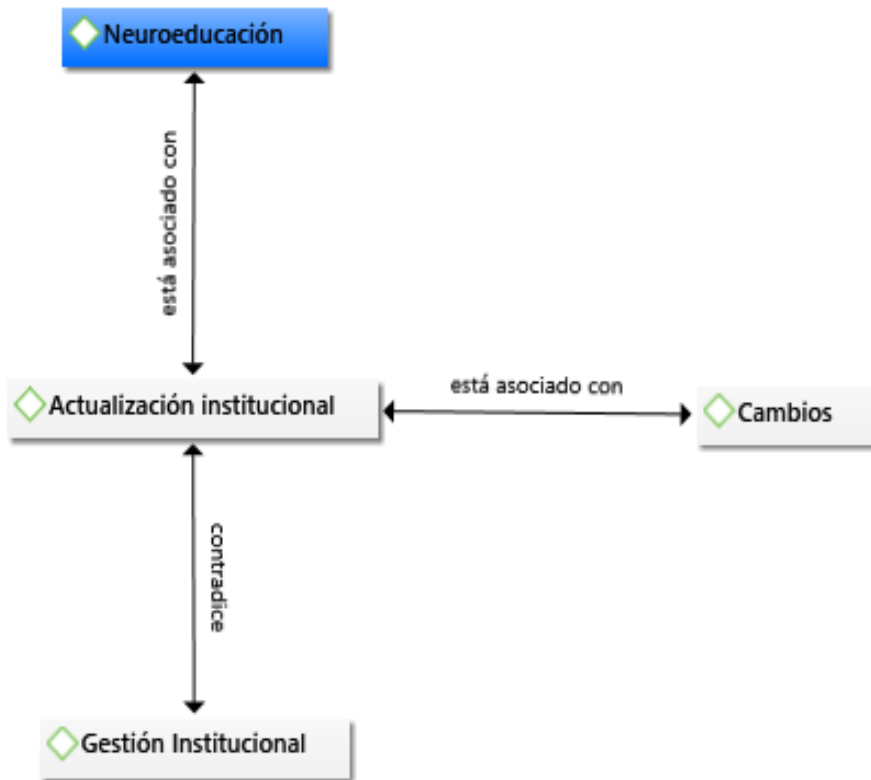 Neuroeducación
está asociado con
Actualización institucional
está asociado con
Cambios
contradice
Gestión Institucional